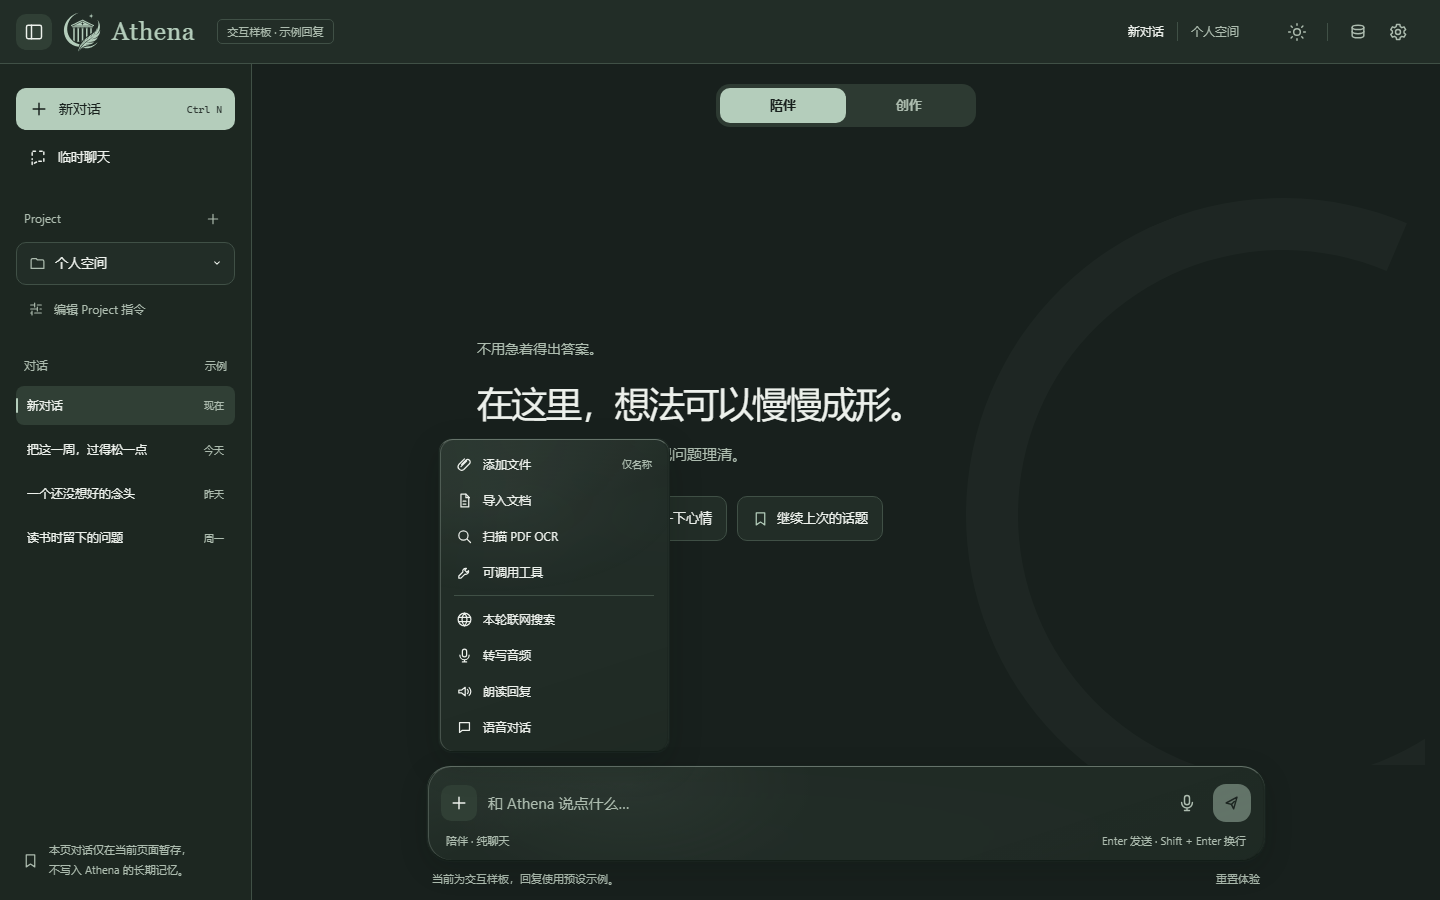 Athena
交互样板 · 示例回复
新对话
个人空间
新对话
Ctrl N
临时聊天
Project
个人空间
编辑 Project 指令
对话
示例
新对话
现在
把这一周，过得松一点
今天
一个还没想好的念头
昨天
读书时留下的问题
周一
本页对话仅在当前页面暂存，
不写入 Athena 的长期记忆。
陪伴
创作
不用急着得出答案。
在这里，想法可以慢慢成形。
问题理清。
下心情
继续上次的话题
添加文件
仅名称
导入文档
扫描 PDF OCR
可调用工具
本轮联网搜索
转写音频
朗读回复
语音对话
和 Athena 说点什么...
陪伴 · 纯聊天
Enter 发送 · Shift + Enter 换行
当前为交互样板，回复使用预设示例。
重置体验